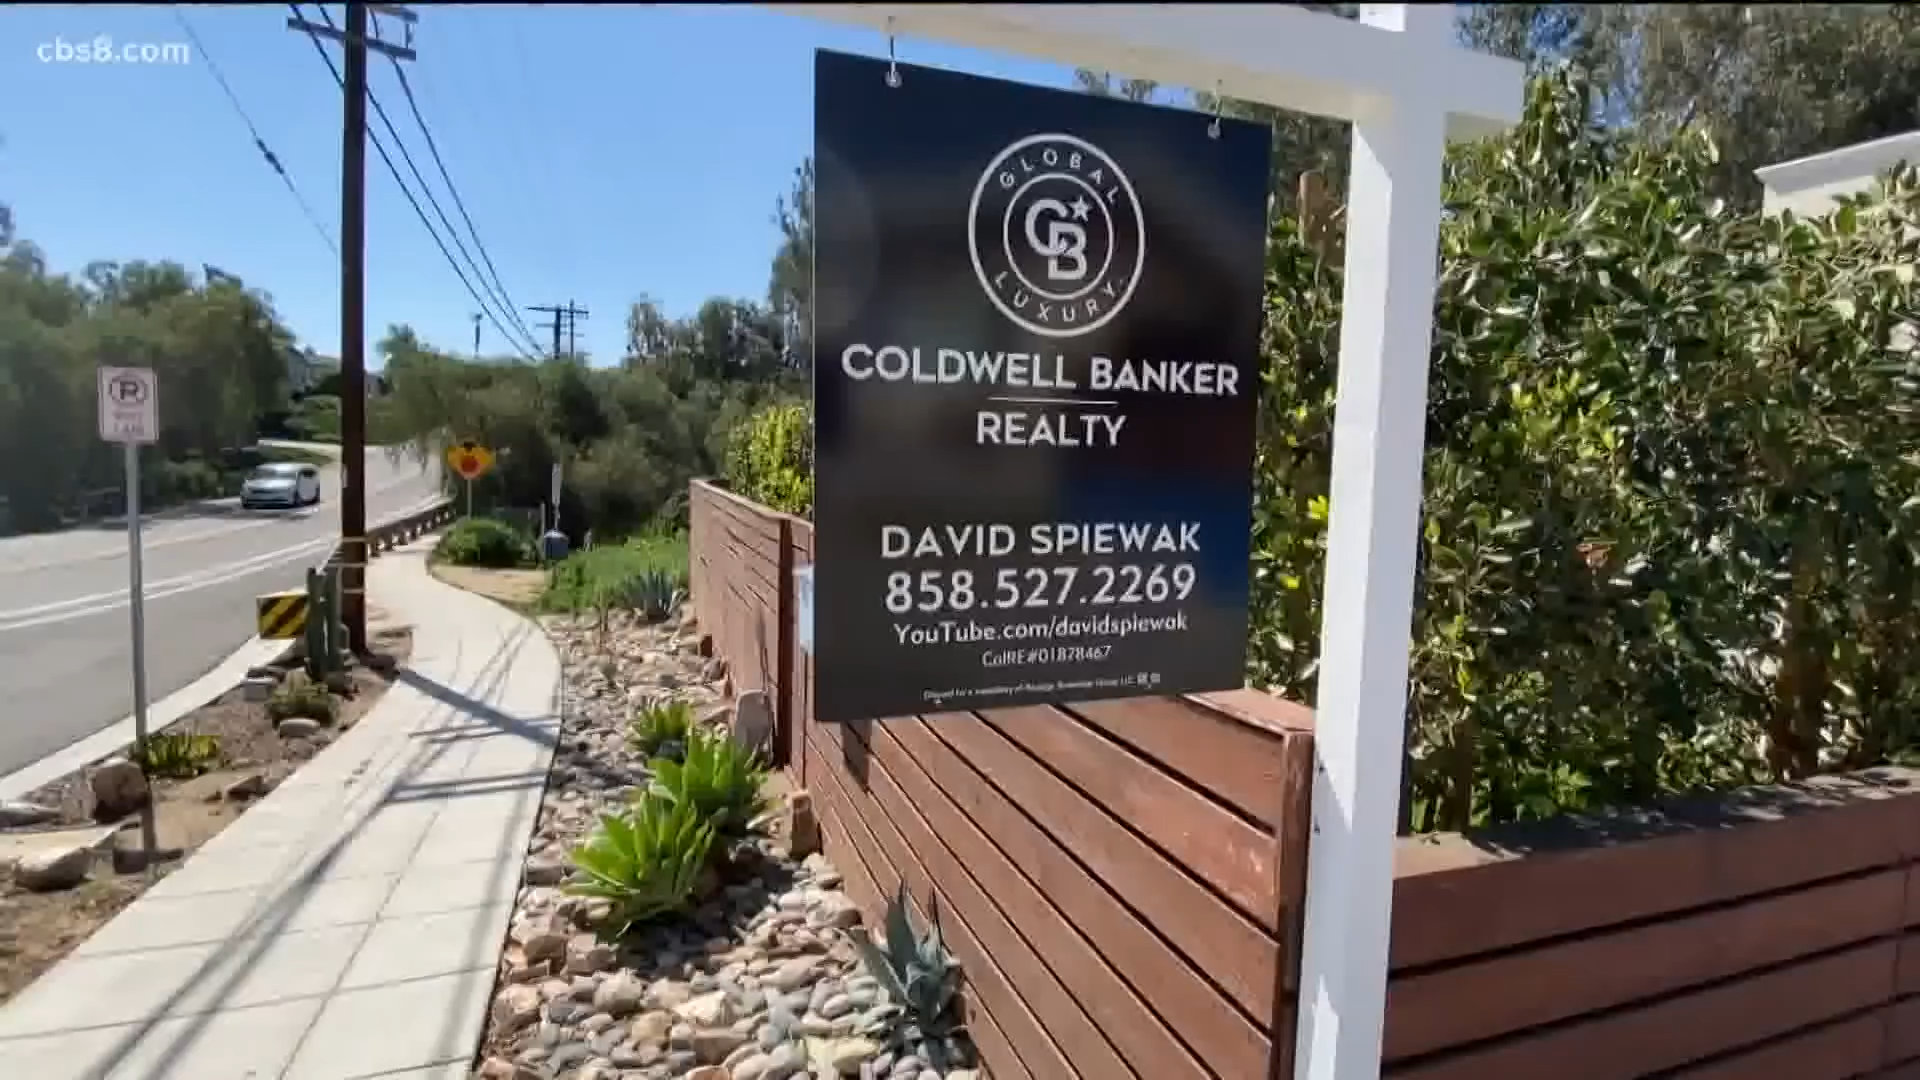 cbs8.com
GLOBAL
CB
LUXURY
COLDWELL BANKER
REALTY
DAVID SPIEWAK
858.527.2269
YouTube.com/davidspiewak
CalRE#01878467